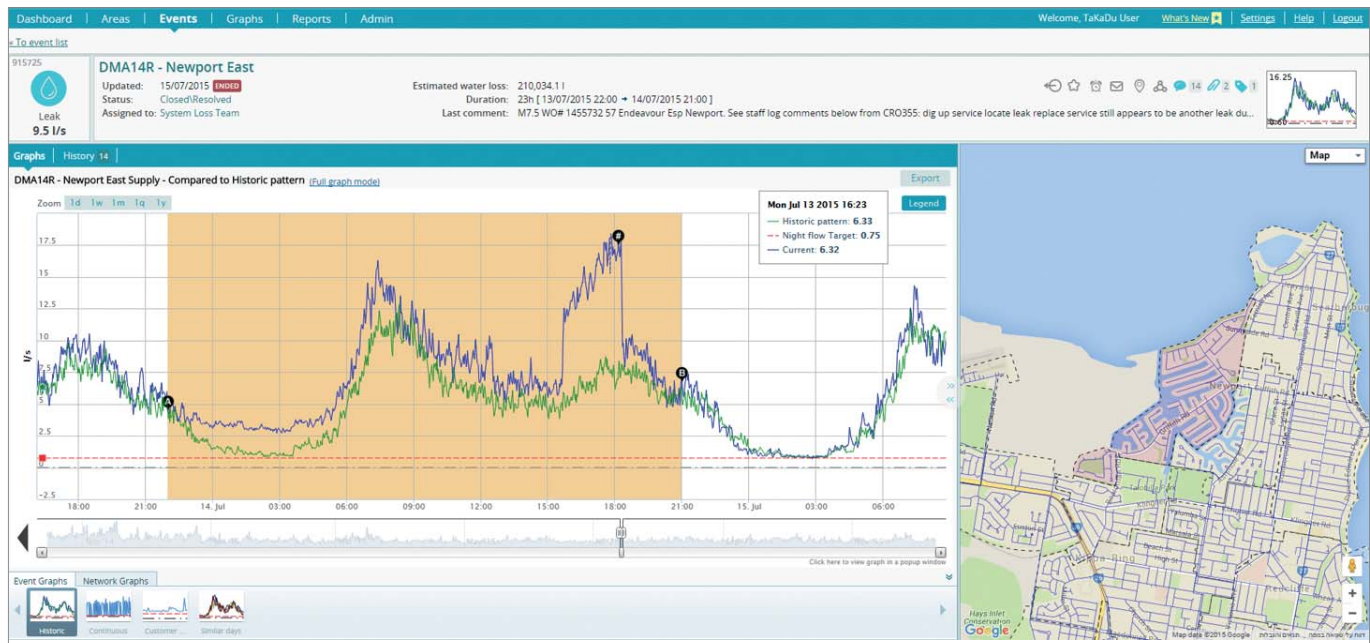 Dashboard Areas Events Graphs Reports Admin
Welcome, TaKaDu User What's New Settings Help Logout
« To event list
915725
Leak
9.5 l/s
DMA14R - Newport East
Updated: 15/07/2015 ENDED
Status: Closed\Resolved
Assigned to: System Loss Team
Estimated water loss: 210,034.1 l
Duration: 23h [ 13/07/2015 22:00 → 14/07/2015 21:00 ]
Last comment: M7.5 WO# 1455732 57 Endeavour Esp Newport. See staff log comments below from CRO355: dig up service locate leak replace service still appears to be another leak du...
14 2 1
16.25
Graphs History 14
DMA14R - Newport East Supply - Compared to Historic pattern (Full graph mode)
Export
Zoom 1d 1w 1m 1q 1y
Legend
Mon Jul 13 2015 16:23
Historic pattern: 6.33
Night flow Target: 0.75
Current: 6.32
l/s
17.5
15
12.5
10
7.5
5
2.5
0
-2.5
A
#
B
18:00 21:00 14. Jul 03:00 06:00 09:00 12:00 15:00 18:00 21:00 15. Jul 03:00 06:00
Click here to view graph in a popup window
Event Graphs Network Graphs
Historic Continuous Customer ... Similar days
Map
Klingner Rd
Beach St
High St
Hays Inlet
Conservation
Google
Map data ©2015 Google